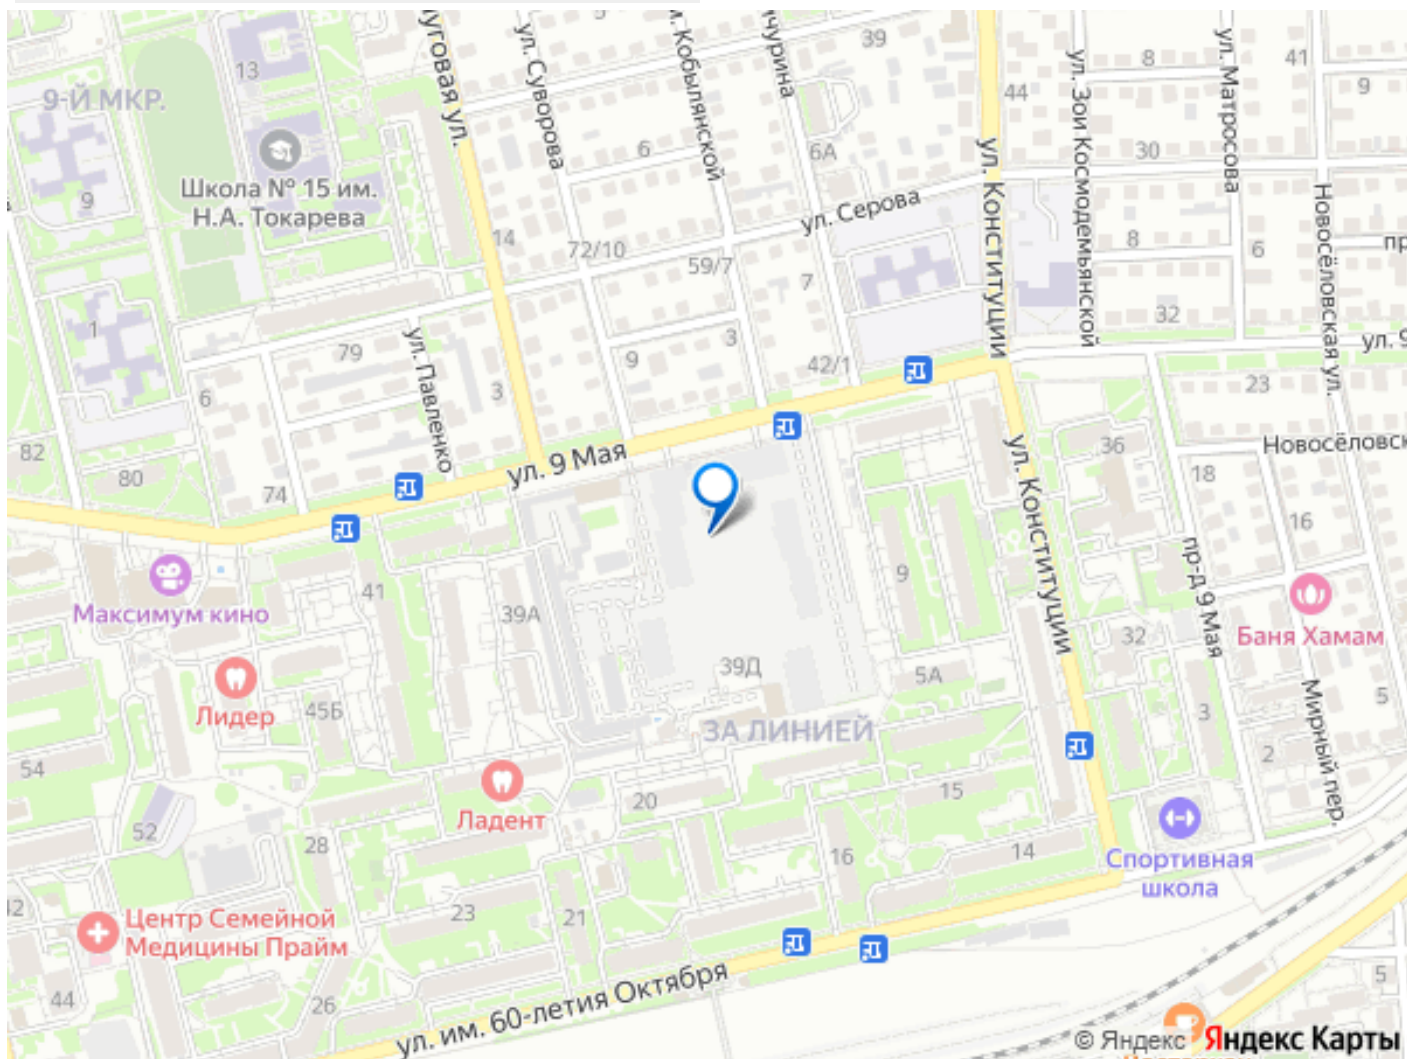 уговая ул.
ул. Суворова
5
м. Кобылянской
чурина
39
44
ул. Зои Космодемьянской
8
ул. Матросова
41
9
13
9-Й МКР.
Школа № 15 им.
Н.А. Токарева
9
6
6А
ул. Конституции
30
ул. Серова
Новосёловская ул.
14
72/10
59/7
7
8
6
пр
1
79
ул. Павленко
3
9
3
42/1
32
ул. 9
6
23
82
80
74
ул. 9 Мая
ул. Конституции
36
18
Новосёловск
16
Максимум кино
41
39А
9
пр-д 9 Мая
32
Баня Хамам
39Д
5А
Лидер
45Б
ЗА ЛИНИЕЙ
3
Мирный пер.
5
2
54
Ладент
20
15
52
28
16
14
Спортивная
школа
42
Центр Семейной
Медицины Прайм
23
21
44
26
ул. им. 60-летия Октября
5
© Яндекс Яндекс Карты